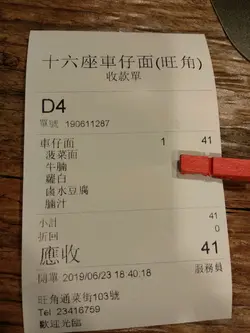 十六座車仔面(旺角)
收款單
D4
單號 190611287
車仔面 1 41
菠菜面
牛腩
蘿白
鹵水豆腐
腩汁
小計 41
折回 0
應收 41
開單 2019/06/23 18:40:18 服務員
旺角通菜街103號
Tel 23416759
歡迎光臨